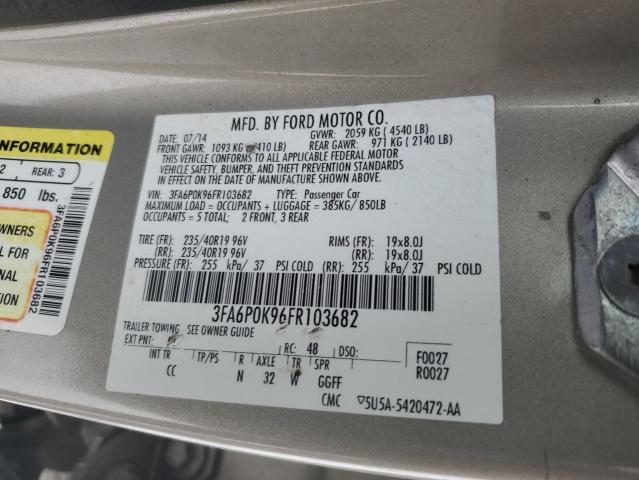 INFORMATION
2 REAR: 3
850 lbs.
OWNERS
L FOR
ONAL
TION
3FA6P0K96FR103682
MFD. BY FORD MOTOR CO.
DATE: 07/14 GVWR: 2059 KG ( 4540 LB)
FRONT GAWR: 1093 KG 410 LB) REAR GAWR: 971 KG ( 2140 LB)
THIS VEHICLE CONFORMS TO ALL APPLICABLE FEDERAL MOTOR
VEHICLE SAFETY, BUMPER, AND THEFT PREVENTION STANDARDS
IN EFFECT ON THE DATE OF MANUFACTURE SHOWN ABOVE.
VIN: 3FA6P0K96FR103682 TYPE: Passenger Car
MAXIMUM LOAD = OCCUPANTS + LUGGAGE = 385KG/ 850LB
OCCUPANTS = 5 TOTAL: 2 FRONT, 3 REAR
TIRE (FR): 235/40R19 96V RIMS (FR): 19x8.0J
(RR): 235/40R19 96V (RR): 19x8.0J
PRESSURE (FR): 255 kPa/ 37 PSI COLD (RR): 255 kPa/ 37 PSI COLD
3FA6P0K96FR103682
TRAILER TOWING SEE OWNER GUIDE
EXT PNT: RC: 48 DSO: F0027
INT TR TP/PS R AXLE TR SPR R0027
CC N 32 W GGFF
CMC ▽5U5A-5420472-AA